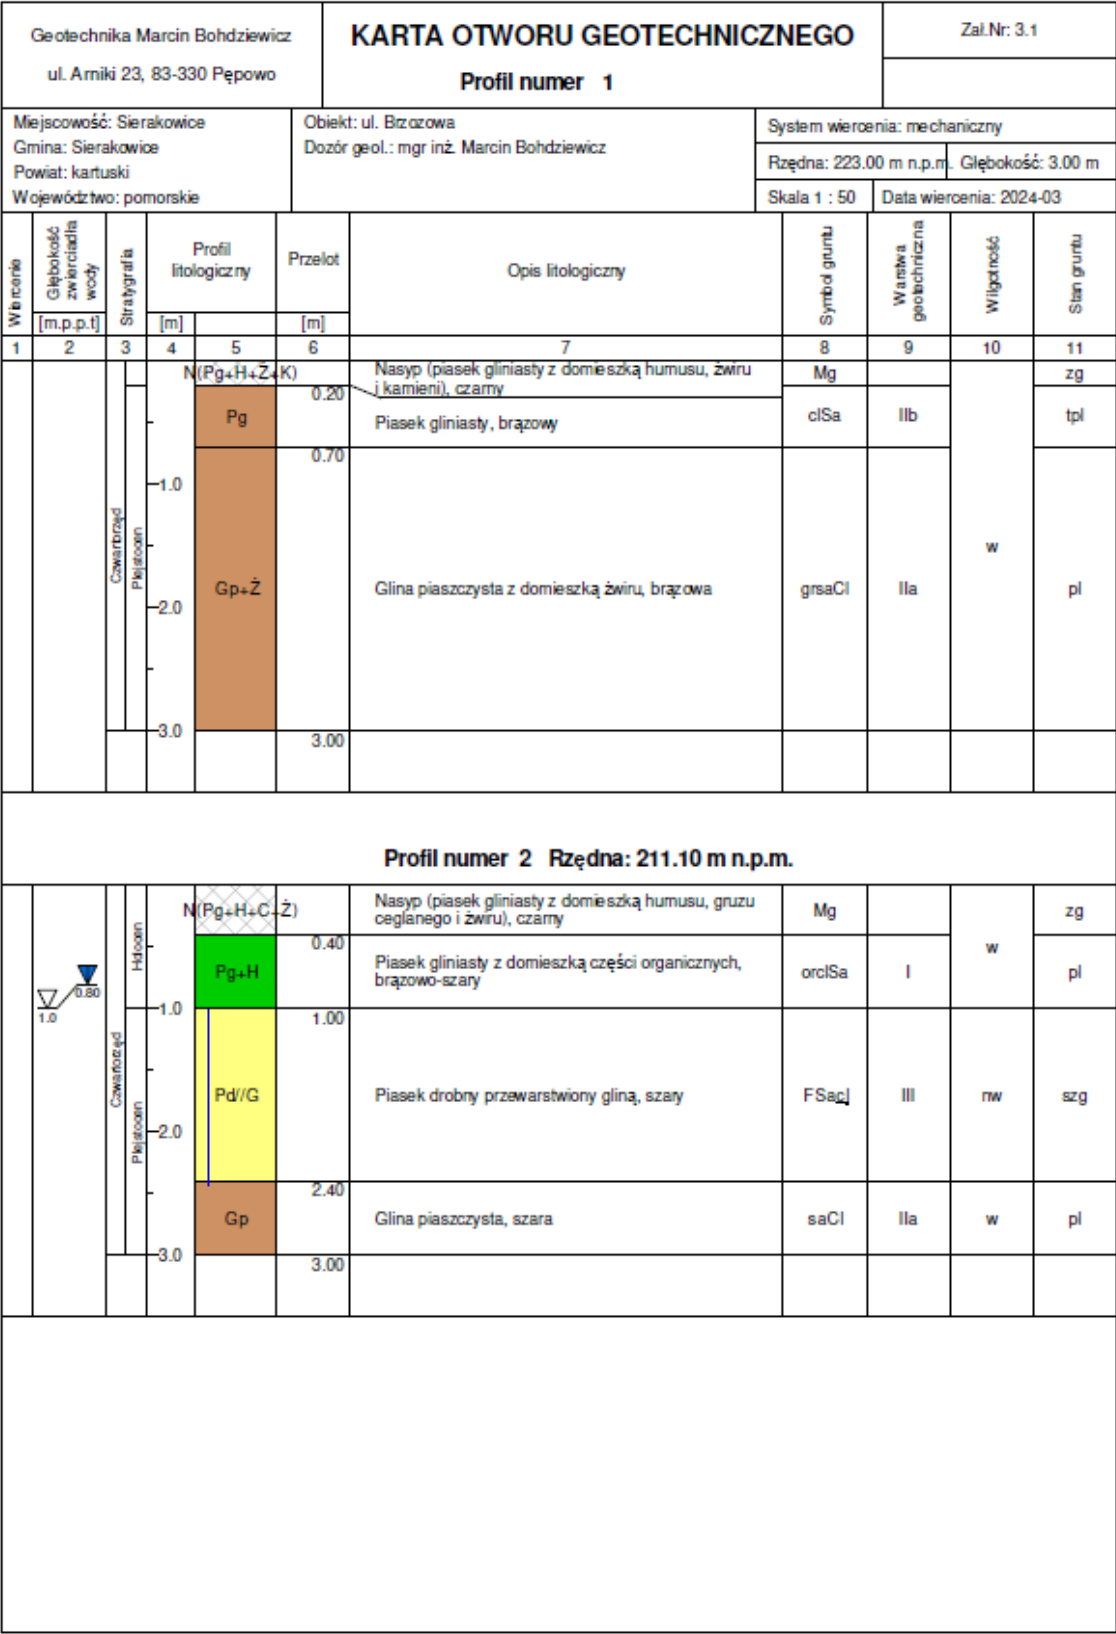 Geotechnika Marcin Bohdziewicz
ul. Arniki 23, 83-330 Pępowo
KARTA OTWORU GEOTECHNICZNEGO
Profil numer 1
Zał.Nr: 3.1
Miejscowość: Sierakowice
Gmina: Sierakowice
Powiat: kartuski
Województwo: pomorskie
Obiekt: ul. Brzozowa
Dozór geol.: mgr inż. Marcin Bohdziewicz
System wiercenia: mechaniczny
Rzędna: 223.00 m n.p.m. Głębokość: 3.00 m
Skala 1 : 50 Data wiercenia: 2024-03
Wiercenie
Głębokość zwierciadła wody
[m.p.p.t]
Stratygrafia
Profil litologiczny
[m]
Przelot
[m]
Opis litologiczny
Symbol gruntu
Warstwa geotechniczna
Wilgotność
Stan gruntu
1 2 3 4 5 6 7 8 9 10 11
N(Pg+H+Ż+K)
Nasyp (piasek gliniasty z domieszką humusu, żwiru
i kamieni), czarny
Mg
zg
0.20
Pg
Piasek gliniasty, brązowy
clSa
IIb
tpl
0.70
1.0
Czwartorzęd
Plejstocen
w
Gp+Ż
Glina piaszczysta z domieszką żwiru, brązowa
grsaCl
IIa
pl
2.0
3.0
3.00
Profil numer 2 Rzędna: 211.10 m n.p.m.
N(Pg+H+C+Ż)
Nasyp (piasek gliniasty z domieszką humusu, gruzu
ceglanego i żwiru), czarny
Mg
zg
0.40
Holocen
w
Pg+H
Piasek gliniasty z domieszką części organicznych,
brązowo-szary
orclSa
I
pl
0.80
1.0
1.0
1.00
Czwartorzęd
Plejstocen
Pd//G
Piasek drobny przewarstwiony gliną, szary
FSacl
III
nw
szg
2.0
2.40
Gp
Glina piaszczysta, szara
saCl
IIa
w
pl
3.0
3.00